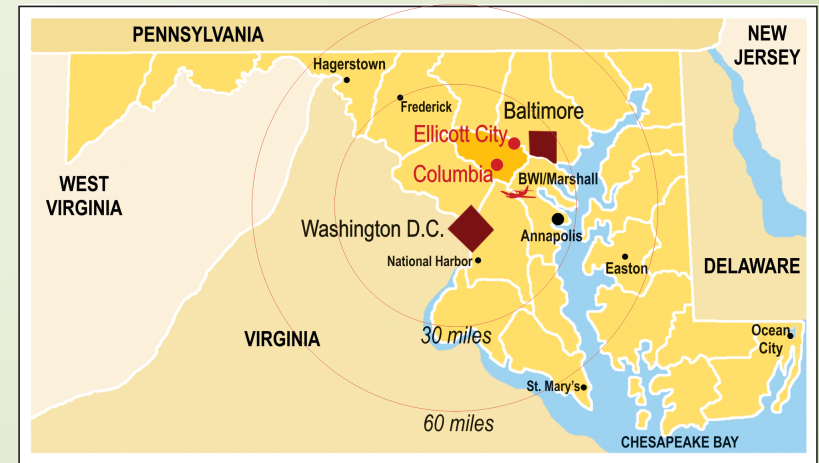 PENNSYLVANIA
NEW
JERSEY
Hagerstown
Frederick
Baltimore
Ellicott City
Columbia
BWI/Marshall
WEST
VIRGINIA
Washington D.C.
Annapolis
National Harbor
Easton
DELAWARE
VIRGINIA
30 miles
Ocean
City
St. Mary's
60 miles
CHESAPEAKE BAY